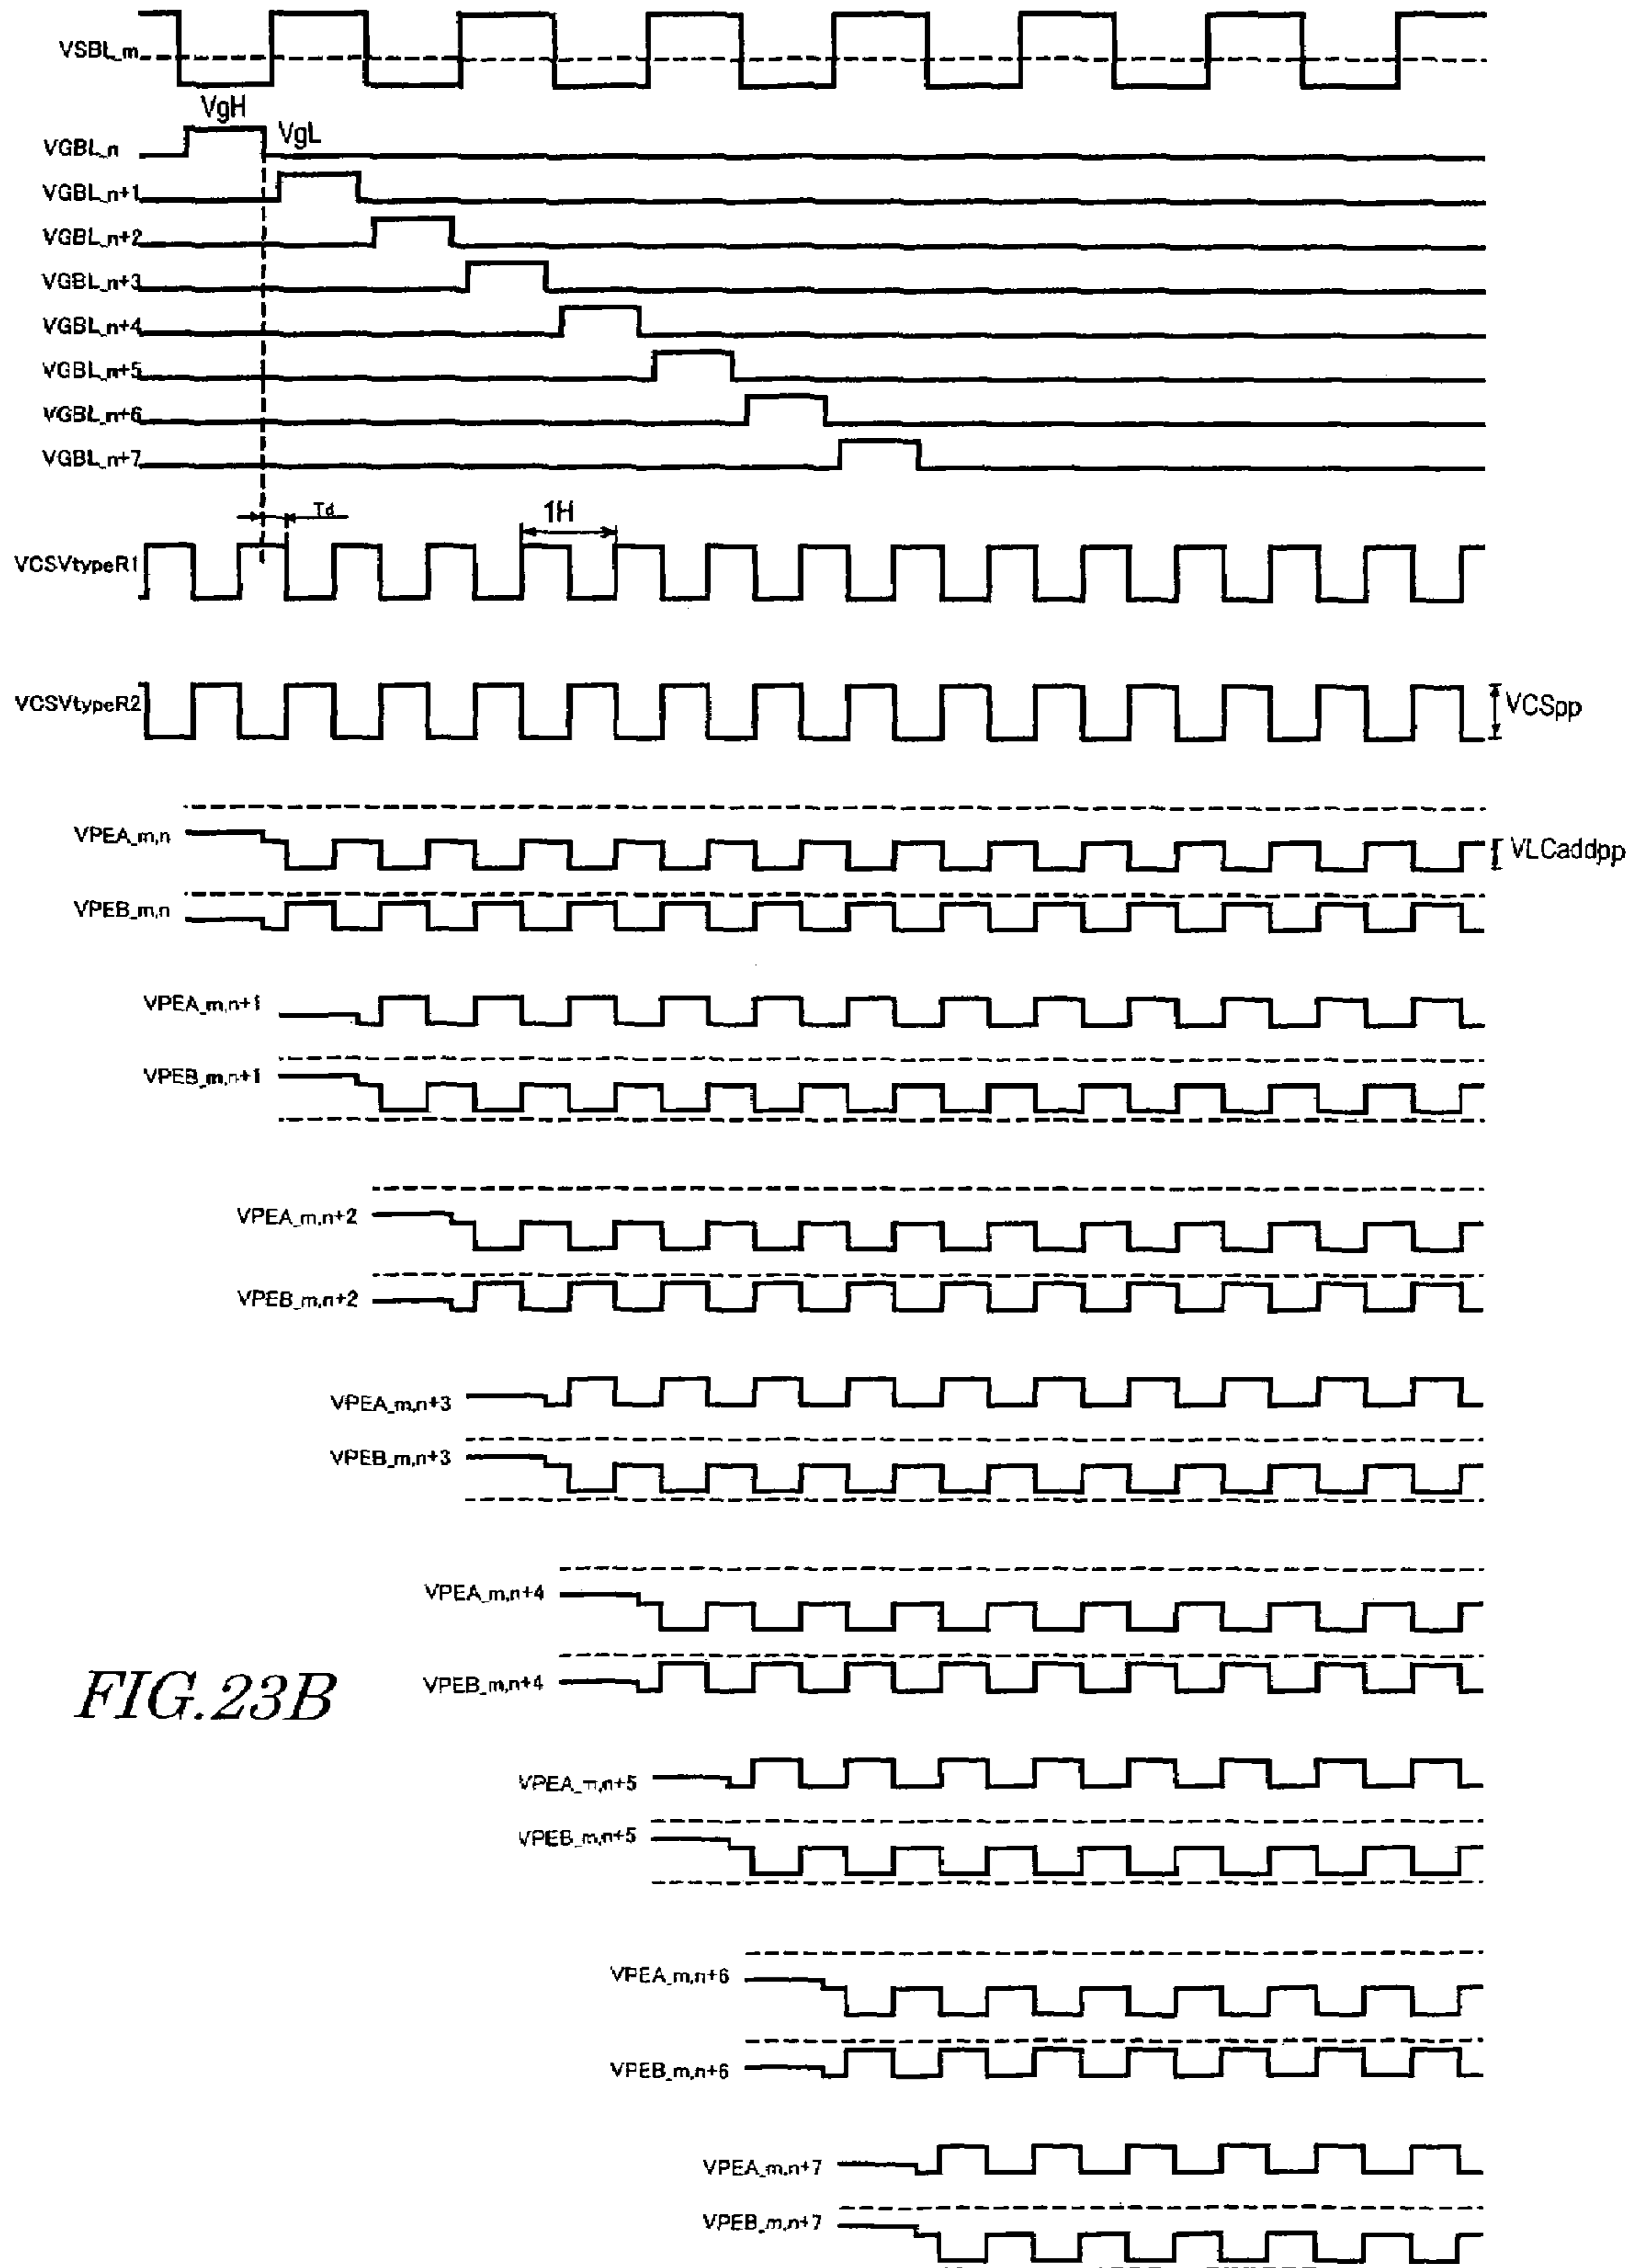 VSBL_m
VgH
VgL
VGBL_n
VGBL_n+1
VGBL_n+2
VGBL_n+3
VGBL_n+4
VGBL_n+5
VGBL_n+6
VGBL_n+7
Td
1H
VCSVtypeR1
VCSVtypeR2
VCSpp
VPEA_m,n
VLCaddpp
VPEB_m,n
VPEA_m,n+1
VPEB_m,n+1
VPEA_m,n+2
VPEB_m,n+2
VPEA_m,n+3
VPEB_m,n+3
VPEA_m,n+4
VPEB_m,n+4
FIG.23B
VPEA_m,n+5
VPEB_m,n+5
VPEA_m,n+6
VPEB_m,n+6
VPEA_m,n+7
VPEB_m,n+7